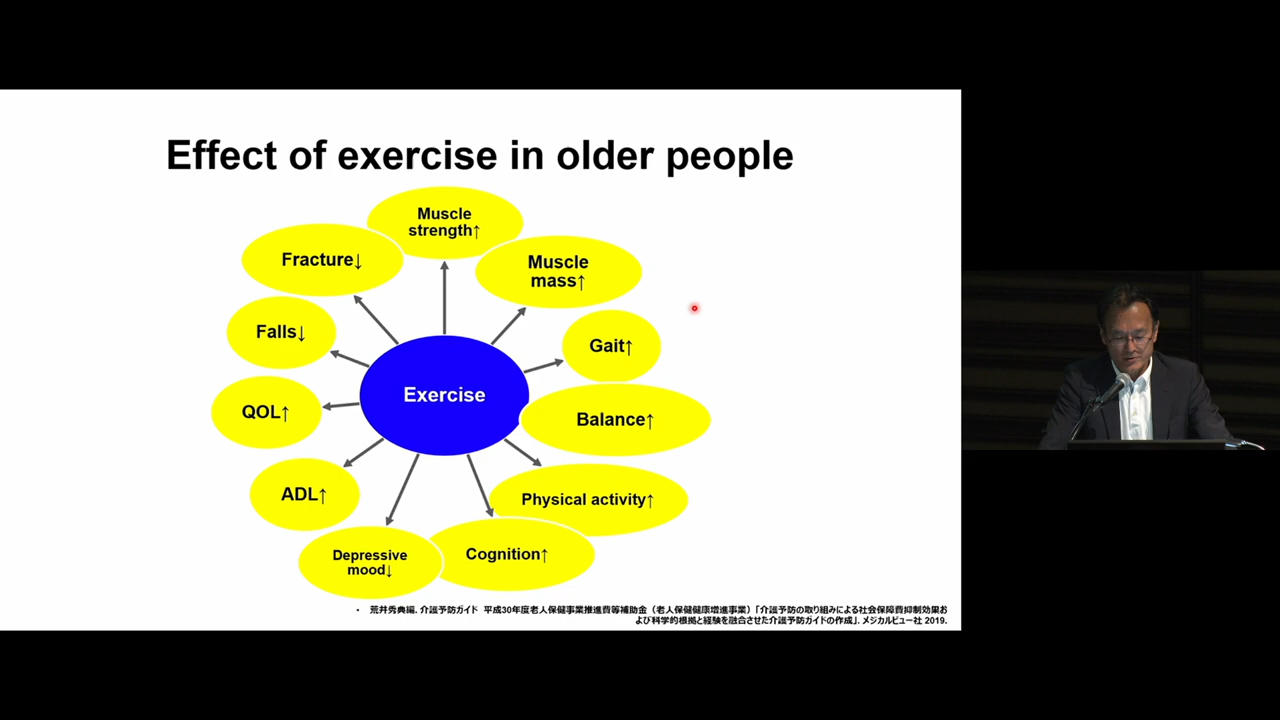 Effect of exercise in older people
Muscle
strength↑
Muscle
mass↑
Gait↑
Balance↑
Physical activity↑
Cognition↑
Depressive
mood↓
ADL↑
QOL↑
Falls↓
Fracture↓
Exercise
・ 荒井秀典編. 介護予防ガイド 平成30年度老人保健事業推進費等補助金（老人保健健康増進事業）「介護予防の取り組みによる社会保障費抑制効果お
よび科学的根拠と経験を融合させた介護予防ガイドの作成」. メジカルビュー社 2019.